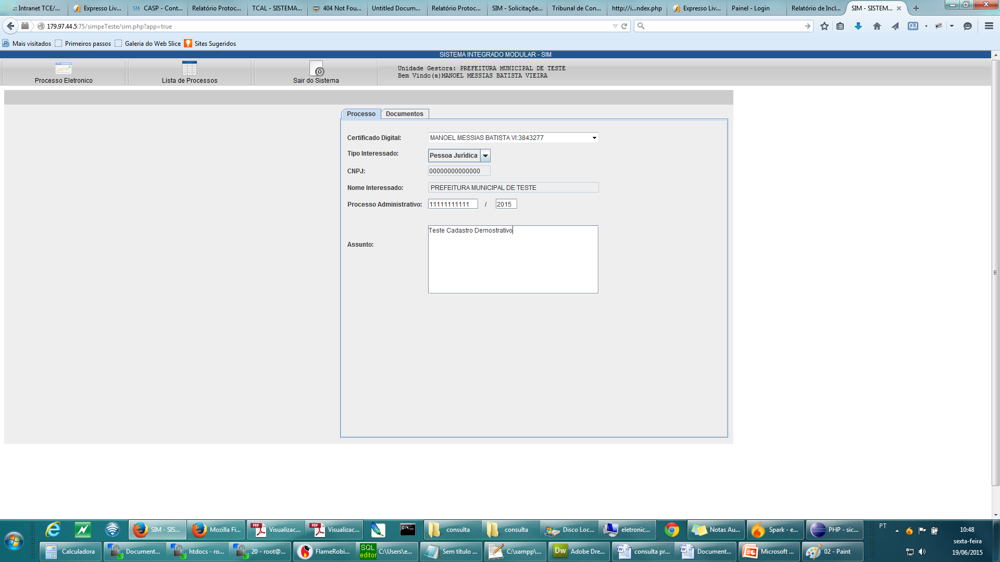 .:: Intranet TCE/...
Expresso Liv...
CASP - Cont...
Relatório Protoc...
TCAL - SISTEMA...
404 Not Fou...
Untitled Docum...
Relatório Protoc...
SIM - Solicitaçõe...
Tribunal de Con...
http://i...ndex.php
Expresso Liv...
Painel - Login
Relatório de Incl...
SIM - SISTEM...
179.97.44.5:75/simpeTeste/sim.php?app=true
Mais visitados
Primeiros passos
Galeria do Web Slice
Sites Sugeridos
SISTEMA INTEGRADO MODULAR - SIM
Processo Eletronico
Lista de Processos
Sair do Sistema
Unidade Gestora: PREFEITURA MUNICIPAL DE TESTE
Bem Vindo(a)MANOEL MESSIAS BATISTA VIEIRA
Processo
Documentos
Certificado Digital:
MANOEL MESSIAS BATISTA VI:3843277
Tipo Interessado:
Pessoa Jurídica
CNPJ:
00000000000000
Nome Interessado:
PREFEITURA MUNICIPAL DE TESTE
Processo Administrativo:
11111111111 / 2015
Assunto:
Teste Cadastro Demostrativo
SIM - SIS...
Mozilla Fi...
PDF
Visualizac...
PDF
Visualizac...
C:\_
consulta
consulta
Disco Loc...
eletronic...
Notas Au...
Spark - e...
PHP - sic...
PT
10:48
sexta-feira
19/06/2015
Calculadora
Document...
htdocs - ro...
20 - root@...
FlameRobi...
SQL
editor
C:\Users\e...
Sem título ...
C:\xampp\...
Dw
Adobe Dre...
consulta pr...
Document...
Microsoft ...
02 - Paint